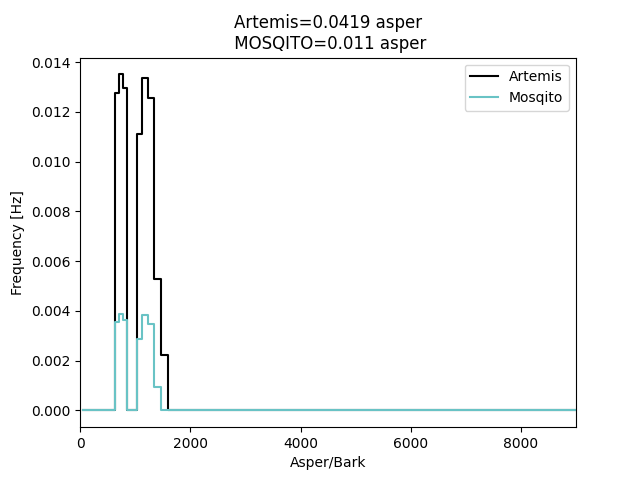 Artemis=0.0419 asper
MOSQITO=0.011 asper
Artemis
Mosqito
0.014
0.012
0.010
0.008
0.006
0.004
0.002
0.000
Frequency [Hz]
0
2000
4000
6000
8000
Asper/Bark